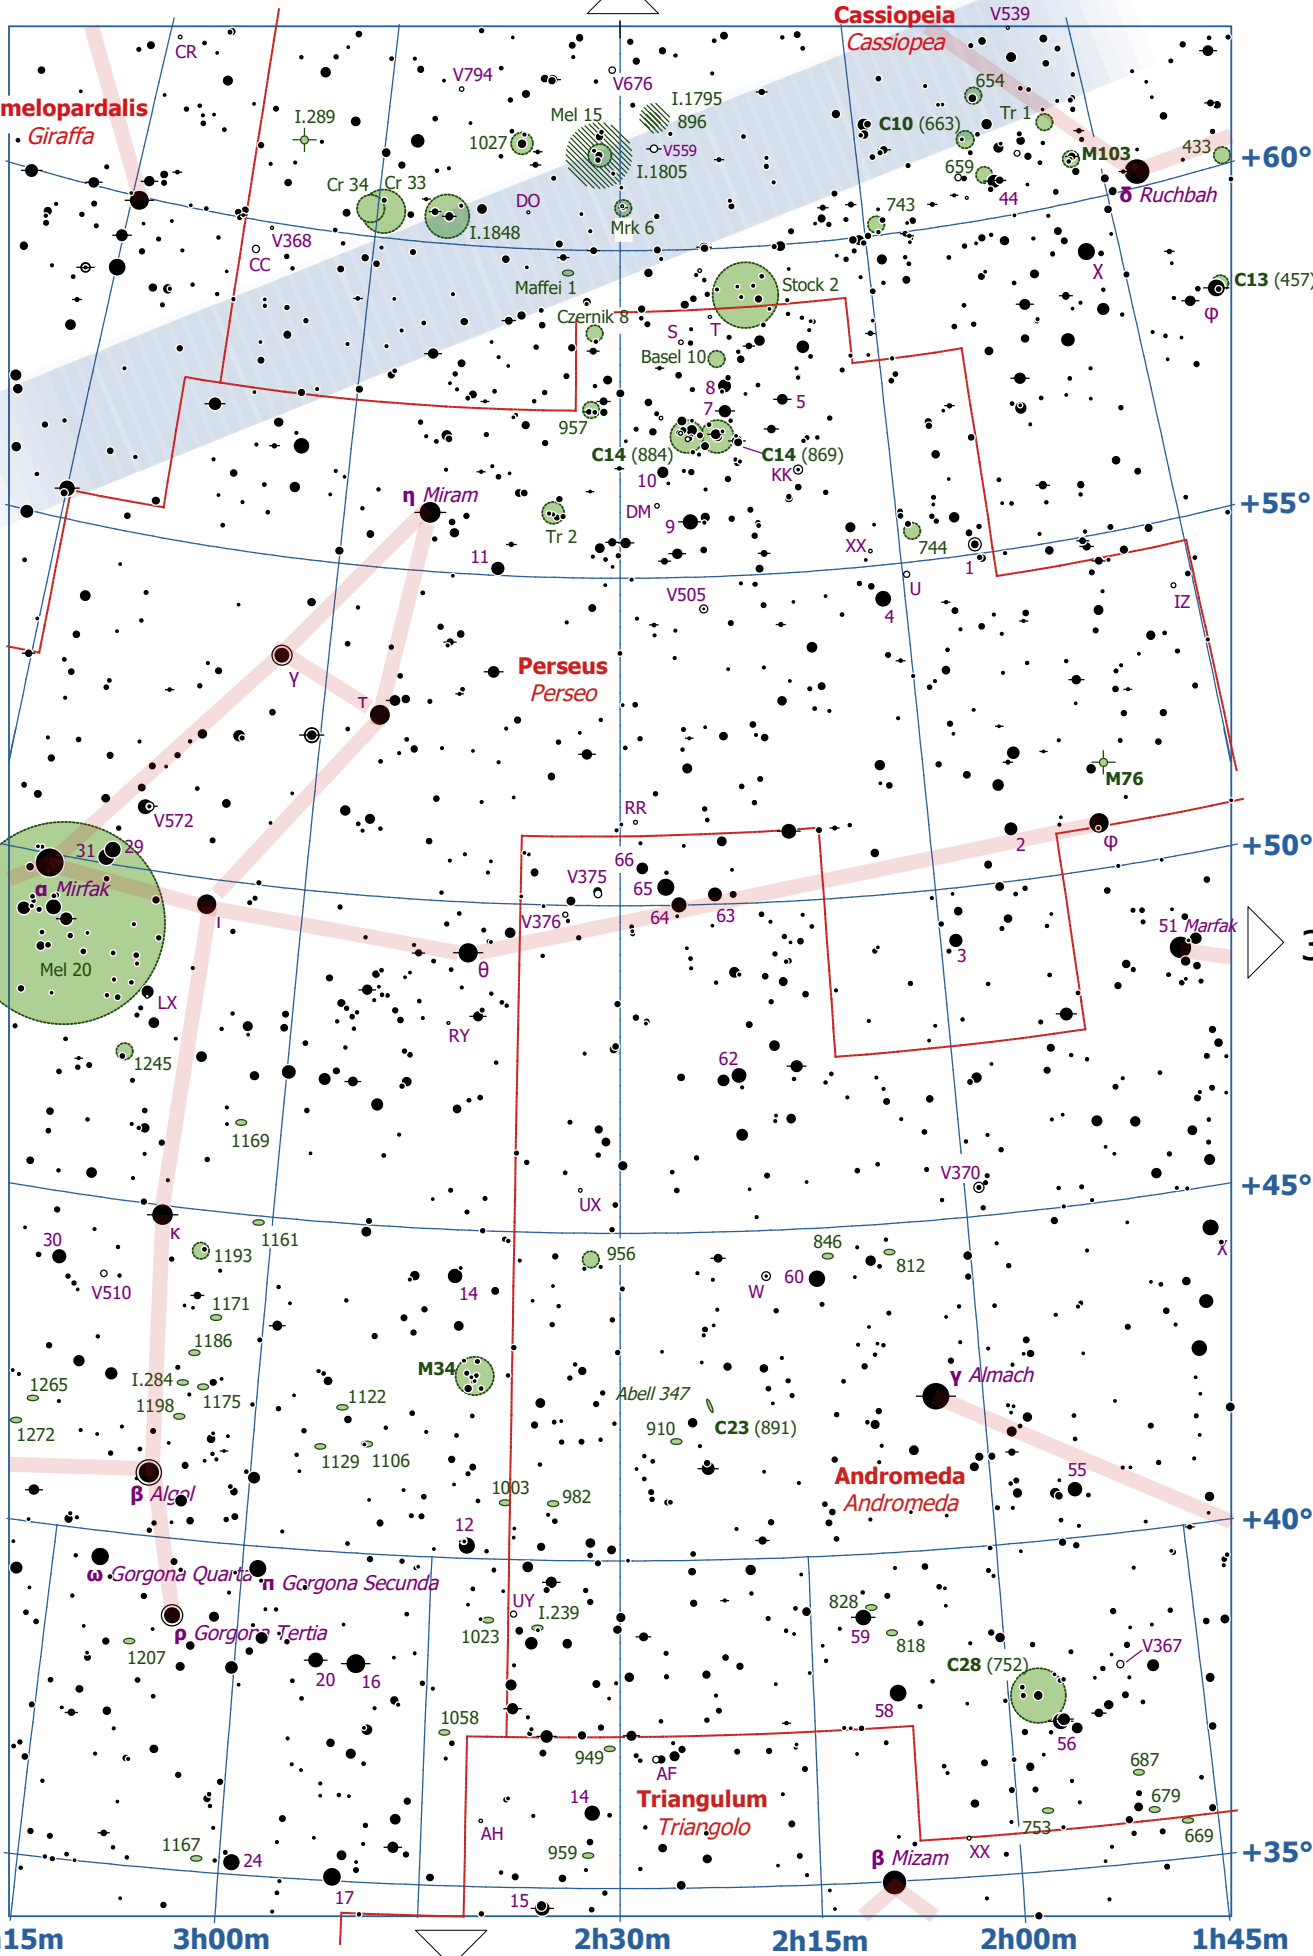 Cassiopeia
Cassiopea
V539
CR
V794
V676
654
melopardalis
Giraffa
I.289
Mel 15
I.1795
896
Tr 1
C10 (663)
1027
V559
I.1805
M103
433
+60°
659
44
δ Ruchbah
Cr 34
Cr 33
DO
I.1848
Mrk 6
743
V368
CC
Maffei 1
Stock 2
χ
C13 (457)
φ
Czernik 8
S
T
Basel 10
8
7
5
957
C14 (884)
C14 (869)
KK
10
η Miram
DM
9
+55°
Tr 2
XX
744
1
11
U
V505
4
IZ
Perseus
Perseo
γ
τ
M76
RR
V572
31
29
66
2
φ
+50°
α Mirfak
V375
65
V376
64
63
ι
51 Marfak
3
3
θ
Mel 20
LX
RY
1245
62
1169
V370
+45°
UX
κ
1161
30
1193
956
846
812
χ
V510
W
60
14
1171
1186
M34
I.284
γ Almach
1265
1175
1122
Abell 347
1198
C23 (891)
1272
910
1129
1106
Andromeda
Andromeda
55
β Algol
1003
982
+40°
12
ω Gorgona Quarta
π Gorgona Secunda
UY
I.239
828
ρ Gorgona Tertia
1023
59
818
1207
V367
C28 (752)
20
16
58
1058
56
949
AF
687
Triangulum
Triangolo
14
679
AH
753
669
1167
959
XX
24
β Mizam
+35°
17
15
15m
3h00m
2h30m
2h15m
2h00m
1h45m